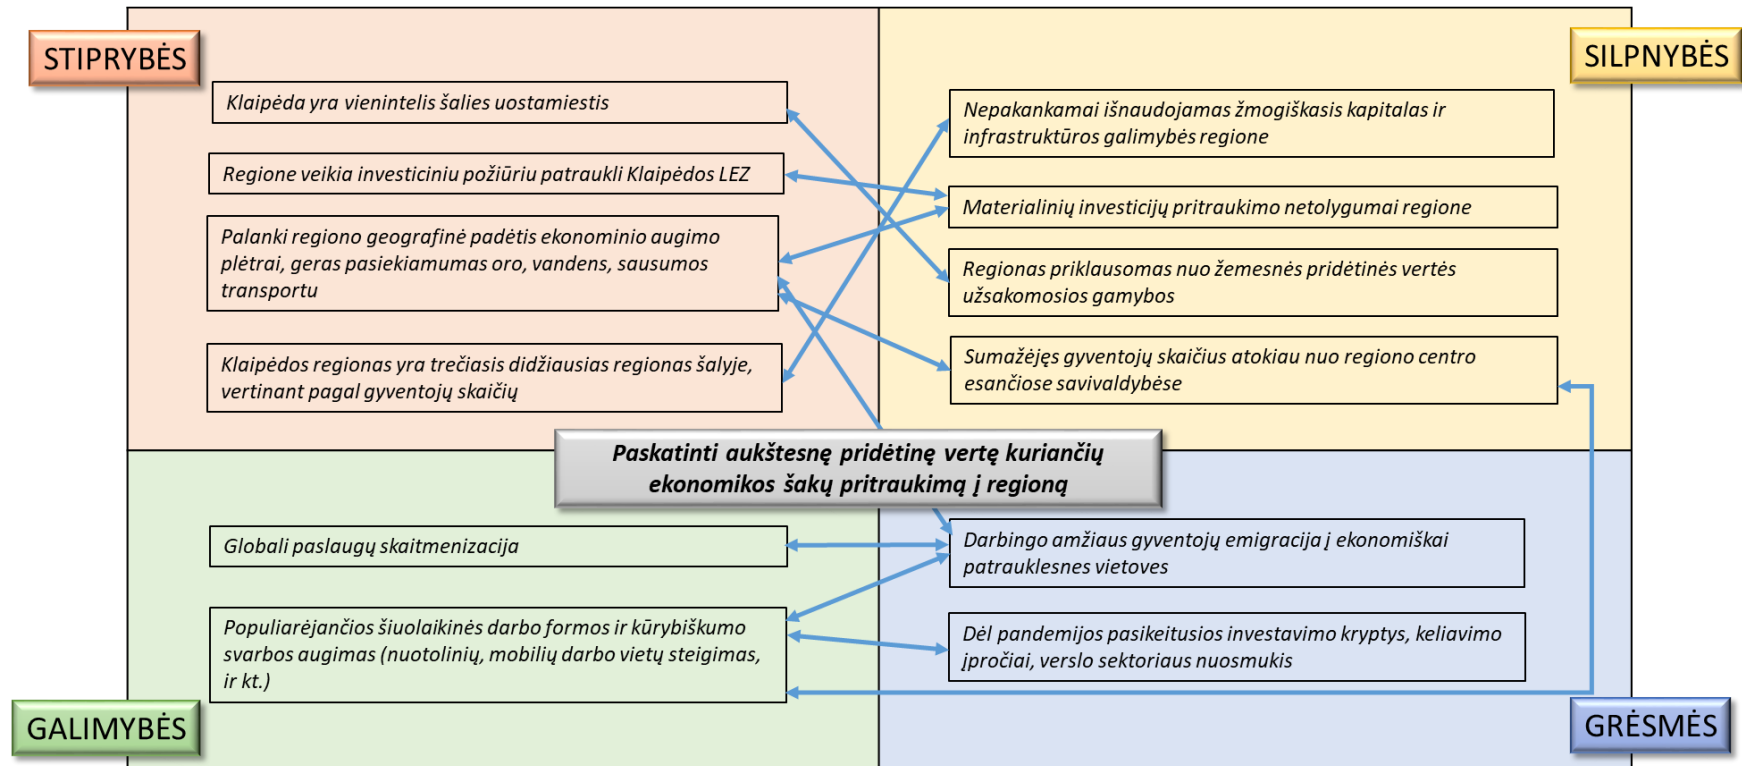 STIPRYBĖS
Klaipėda yra vienintelis šalies uostamiestis
Regione veikia investiciniu požiūriu patraukli Klaipėdos LEZ
Palanki regiono geografinė padėtis ekonominio augimo
plėtrai, geras pasiekiamumas oro, vandens, sausumos
transportu
Klaipėdos regionas yra trečiasis didžiausias regionas šalyje,
vertinant pagal gyventojų skaičių
SILPNYBĖS
Nepakankamai išnaudojamas žmogiškasis kapitalas ir
infrastruktūros galimybės regione
Materialinių investicijų pritraukimo netolygumai regione
Regionas priklausomas nuo žemesnės pridėtinės vertės
užsakomosios gamybos
Sumažėjęs gyventojų skaičius atokiau nuo regiono centro
esančiose savivaldybėse
Paskatinti aukštesnę pridėtinę vertę kuriančių
ekonomikos šakų pritraukimą į regioną
Globali paslaugų skaitmenizacija
Populiarėjančios šiuolaikinės darbo formos ir kūrybiškumo
svarbos augimas (nuotolinių, mobilių darbo vietų steigimas,
ir kt.)
GALIMYBĖS
Darbingo amžiaus gyventojų emigracija į ekonomiškai
patrauklesnes vietoves
Dėl pandemijos pasikeitusios investavimo kryptys, keliavimo
įpročiai, verslo sektoriaus nuosmukis
GRĖSMĖS